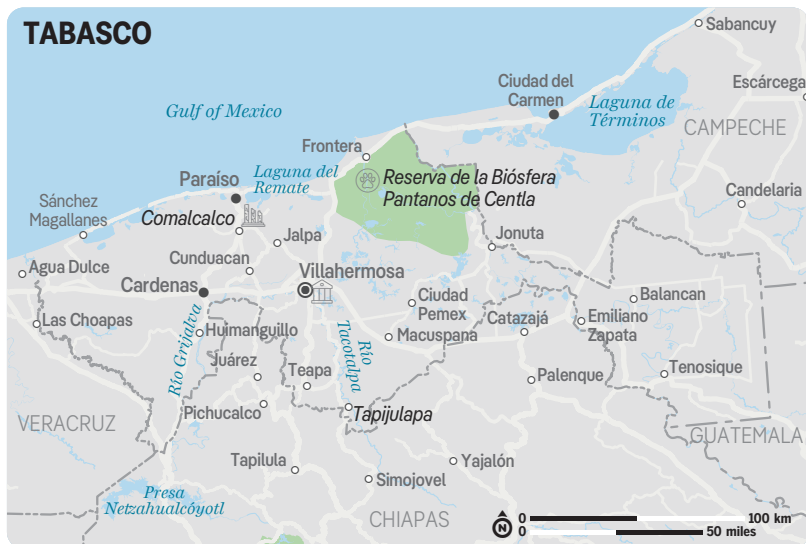 TABASCO
Sabancuy
Escárcega
Ciudad del
Carmen
Laguna de
Términos
Gulf of Mexico
CAMPECHE
Frontera
Laguna del
Remate
Paraíso
Reserva de la Biósfera
Pantanos de Centla
Candelaria
Sánchez
Magallanes
Comalcalco
Jalpa
Jonuta
Agua Dulce
Cunduacan
Villahermosa
Cardenas
Ciudad
Pemex
Balancan
Las Choapas
Huimanguillo
Río Grijalva
Río
Tacotalpa
Macuspana
Catazajá
Emiliano
Zapata
Juárez
Teapa
Palenque
Tenosique
Pichucalco
Tapijulapa
VERACRUZ
GUATEMALA
Tapilula
Yajalón
Simojovel
Presa
Netzahualcóyotl
CHIAPAS
N
0 100 km
0 50 miles